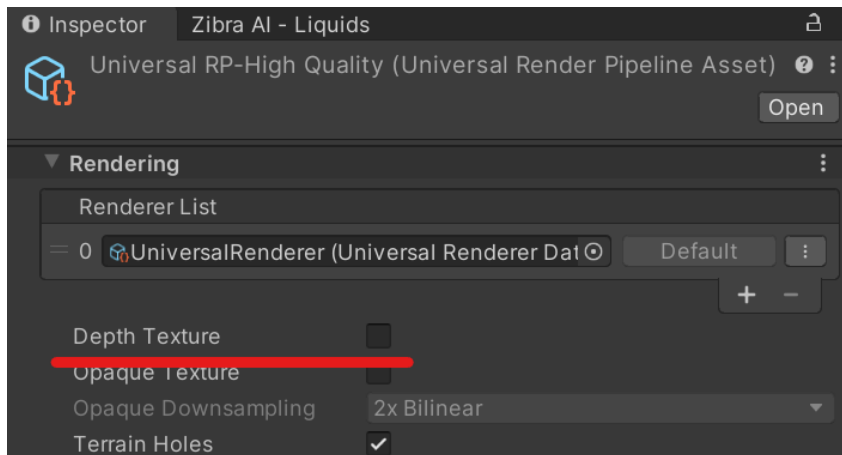 Inspector Zibra AI - Liquids
Universal RP-High Quality (Universal Render Pipeline Asset)
Open
Rendering
Renderer List
0 UniversalRenderer (Universal Renderer Dat Default
Depth Texture
Opaque Texture
Opaque Downsampling 2x Bilinear
Terrain Holes